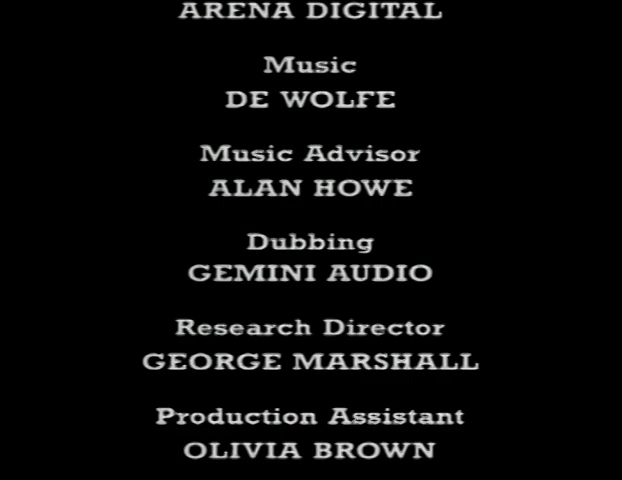 ARENA DIGITAL
Music
DE WOLFE
Music Advisor
ALAN HOWE
Dubbing
GEMINI AUDIO
Research Director
GEORGE MARSHALL
Production Assistant
OLIVIA BROWN